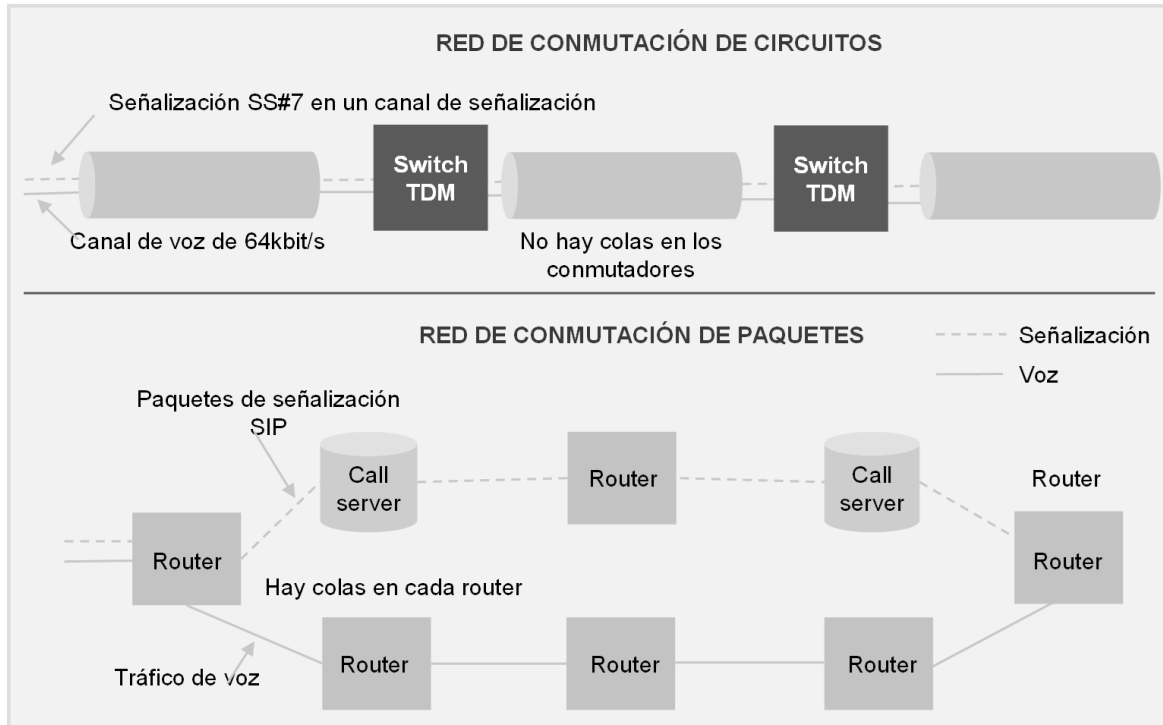 RED DE CONMUTACIÓN DE CIRCUITOS
Señalización SS#7 en un canal de señalización
Switch
TDM
Switch
TDM
Canal de voz de 64kbit/s
No hay colas en los
conmutadores
RED DE CONMUTACIÓN DE PAQUETES
Señalización
Voz
Paquetes de señalización
SIP
Call
server
Router
Call
server
Router
Router
Router
Hay colas en cada router
Router
Router
Router
Tráfico de voz